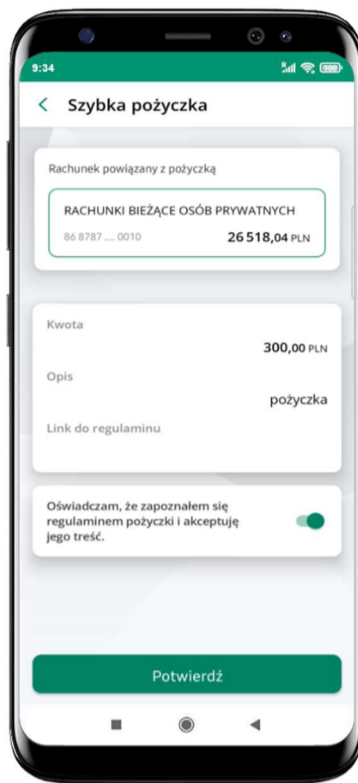 9:34
Szybka pożyczka
Rachunek powiązany z pożyczką
RACHUNKI BIEŻĄCE OSÓB PRYWATNYCH
86 8787 .... 0010 26 518,04 PLN
Kwota
300,00 PLN
Opis
pożyczka
Link do regulaminu
Oświadczam, że zapoznałem się
regulaminem pożyczki i akceptuję
jego treść.
Potwierdź